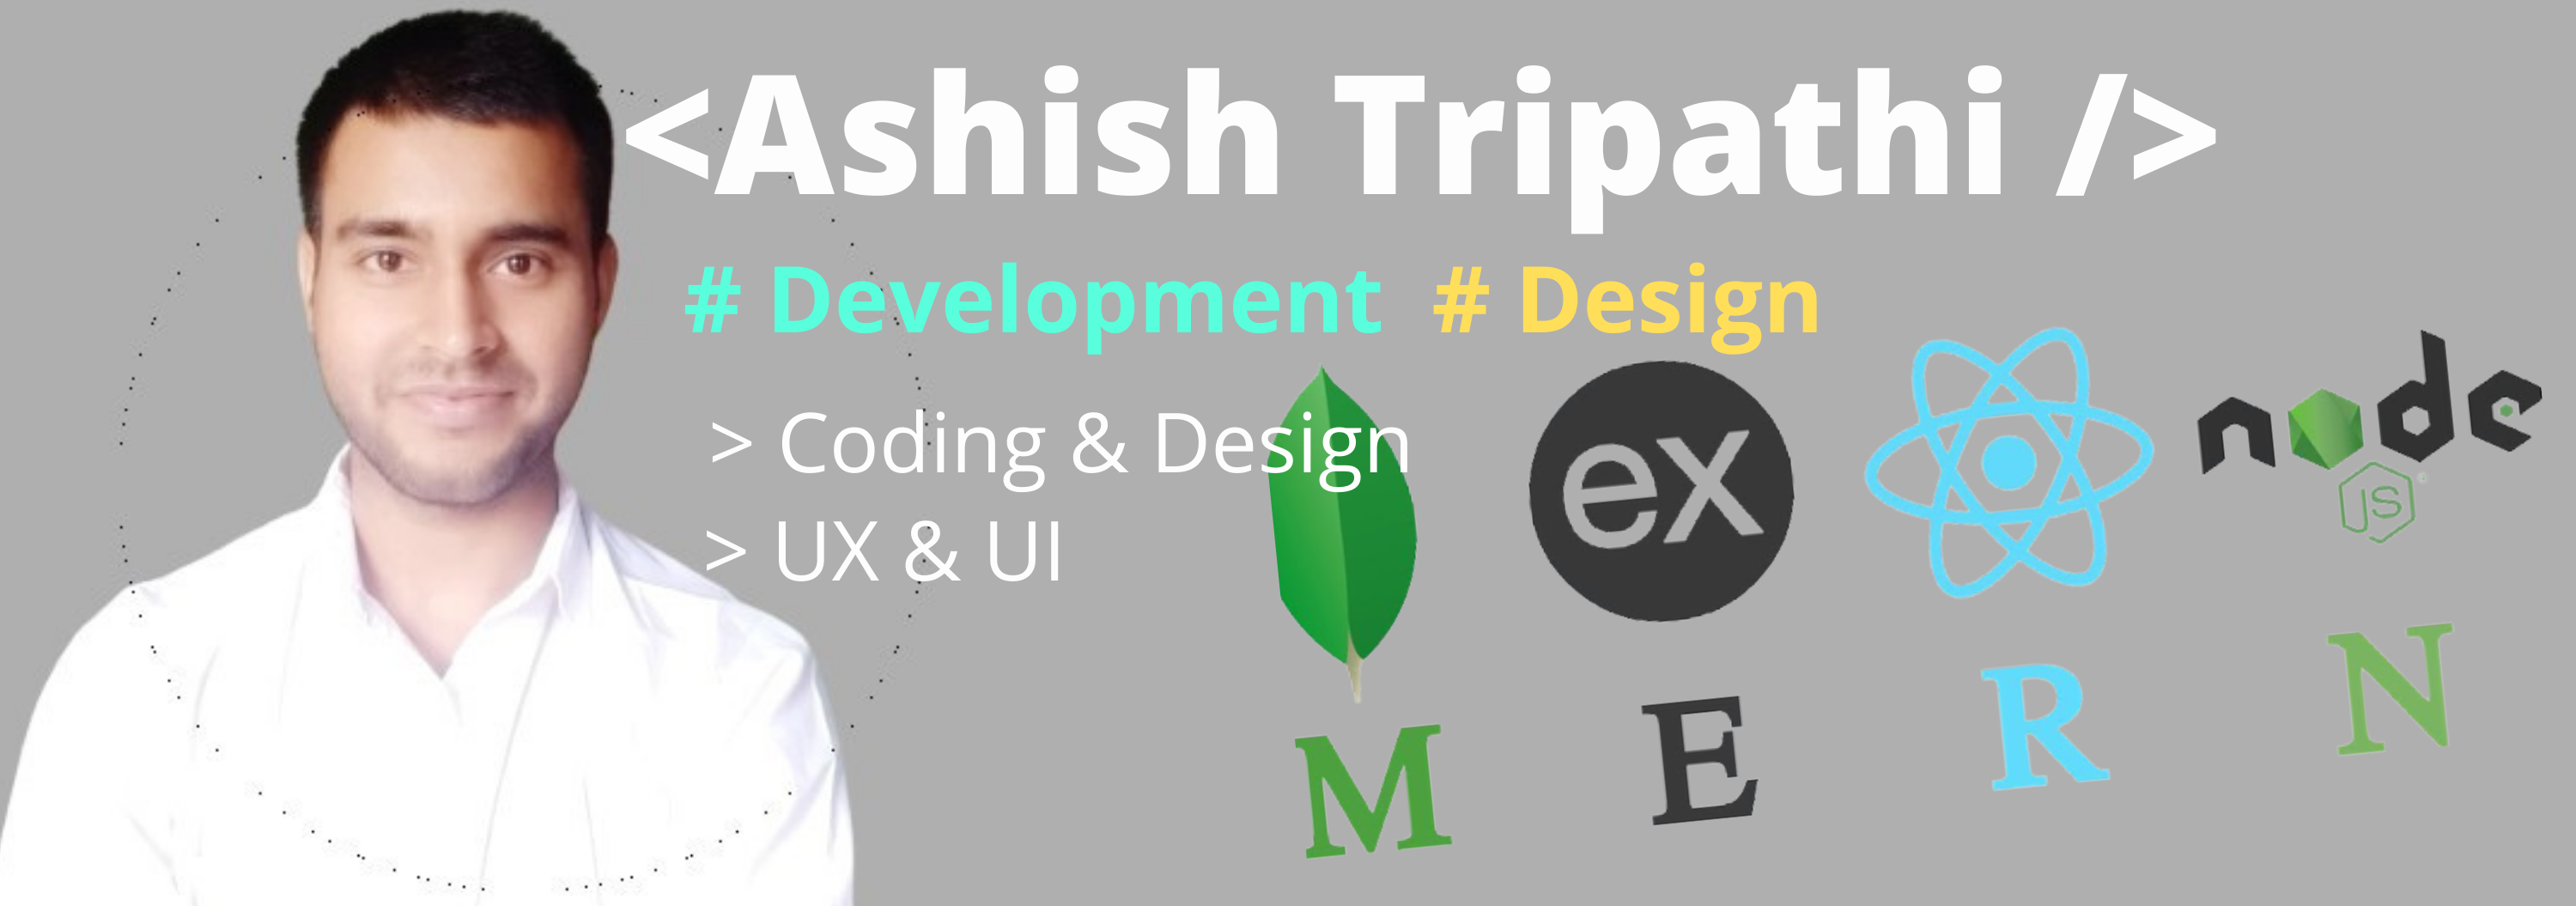 <Ashish Tripathi />
# Development # Design
> Coding & Design
> UX & UI
ex
node
JS
M E R N